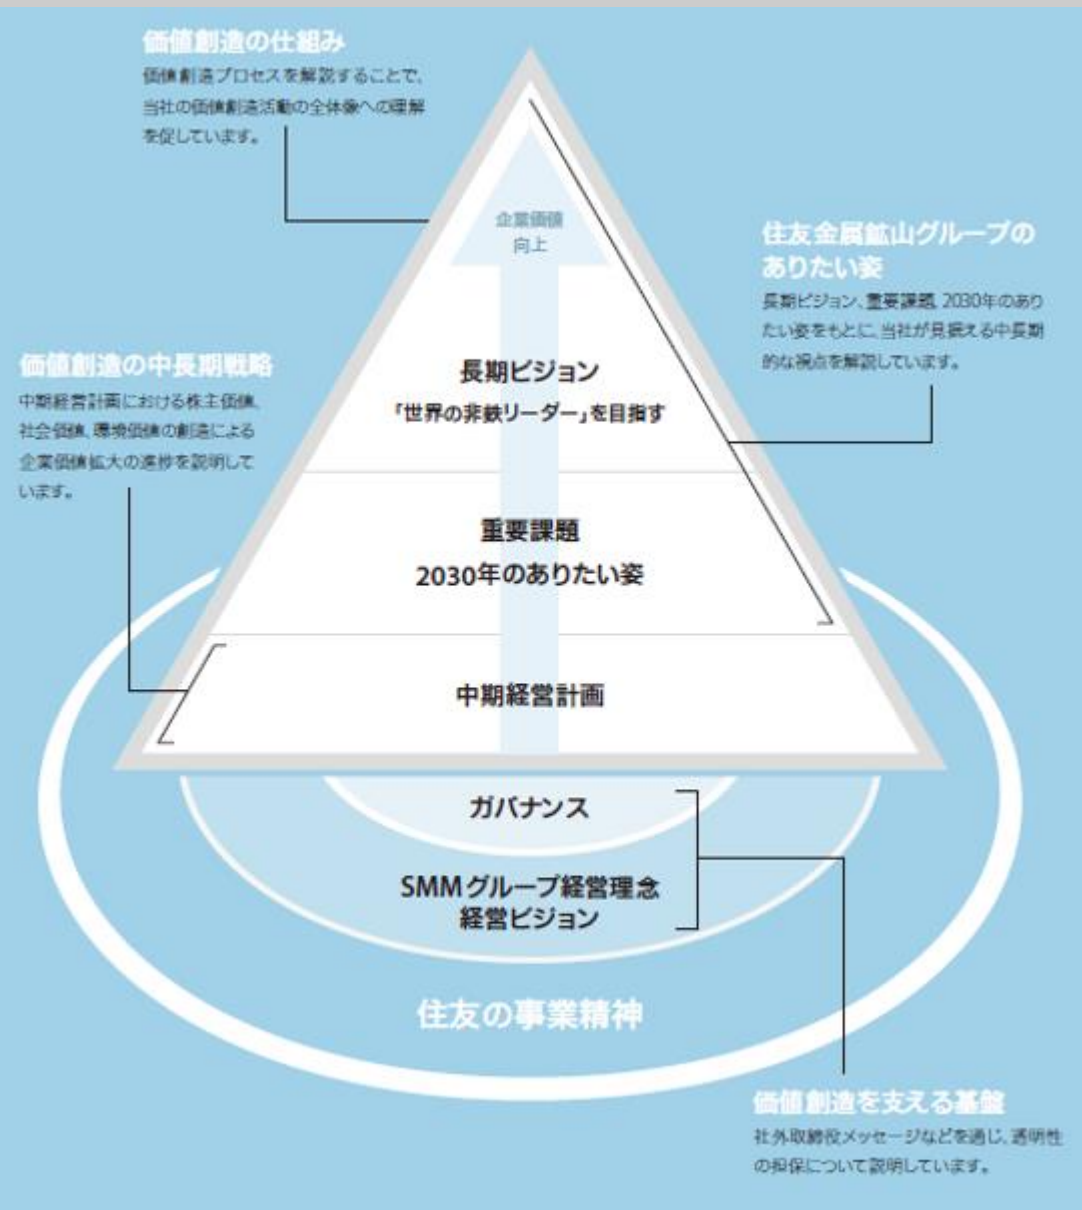 価値創造の仕組み
価値創造プロセスを解説することで、
当社の価値創造活動の全体像への理解
を促しています。
企業価値
向上
住友金属鉱山グループの
ありたい姿
長期ビジョン、重要課題、2030年のあり
たい姿をもとに、当社が見据える中長期
的な視点を解説しています。
価値創造の中長期戦略
中期経営計画における株主価値、
社会価値、環境価値の創造による
企業価値拡大の進捗を説明して
います。
長期ビジョン
「世界の非鉄リーダー」を目指す
重要課題
2030年のありたい姿
中期経営計画
ガバナンス
SMMグループ経営理念
経営ビジョン
住友の事業精神
価値創造を支える基盤
社外取締役メッセージなどを通じ、透明性
の担保について説明しています。